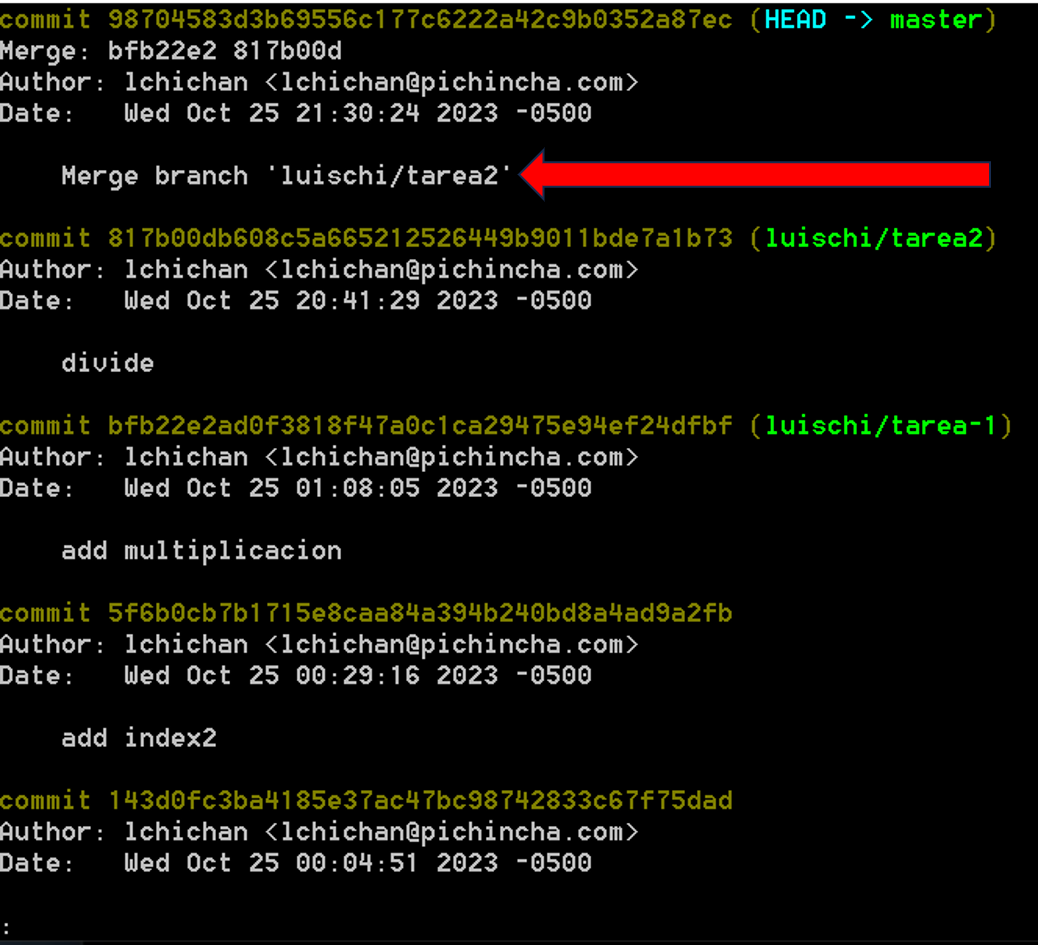 commit 98704583d3b69556c177c6222a42c9b0352a87ec (HEAD -> master)
Merge: bfb22e2 817b00d
Author: lchichan <lchichan@pichincha.com>
Date:   Wed Oct 25 21:30:24 2023 -0500
Merge branch 'luischi/tarea2'
commit 817b00db608c5a665212526449b9011bde7a1b73 (luischi/tarea2)
Author: lchichan <lchichan@pichincha.com>
Date:   Wed Oct 25 20:41:29 2023 -0500
divide
commit bfb22e2ad0f3818f47a0c1ca29475e94ef24dfbf (luischi/tarea-1)
Author: lchichan <lchichan@pichincha.com>
Date:   Wed Oct 25 01:08:05 2023 -0500
add multiplicacion
commit 5f6b0cb7b1715e8caa84a394b240bd8a4ad9a2fb
Author: lchichan <lchichan@pichincha.com>
Date:   Wed Oct 25 00:29:16 2023 -0500
add index2
commit 143d0fc3ba4185e37ac47bc98742833c67f75dad
Author: lchichan <lchichan@pichincha.com>
Date:   Wed Oct 25 00:04:51 2023 -0500
: